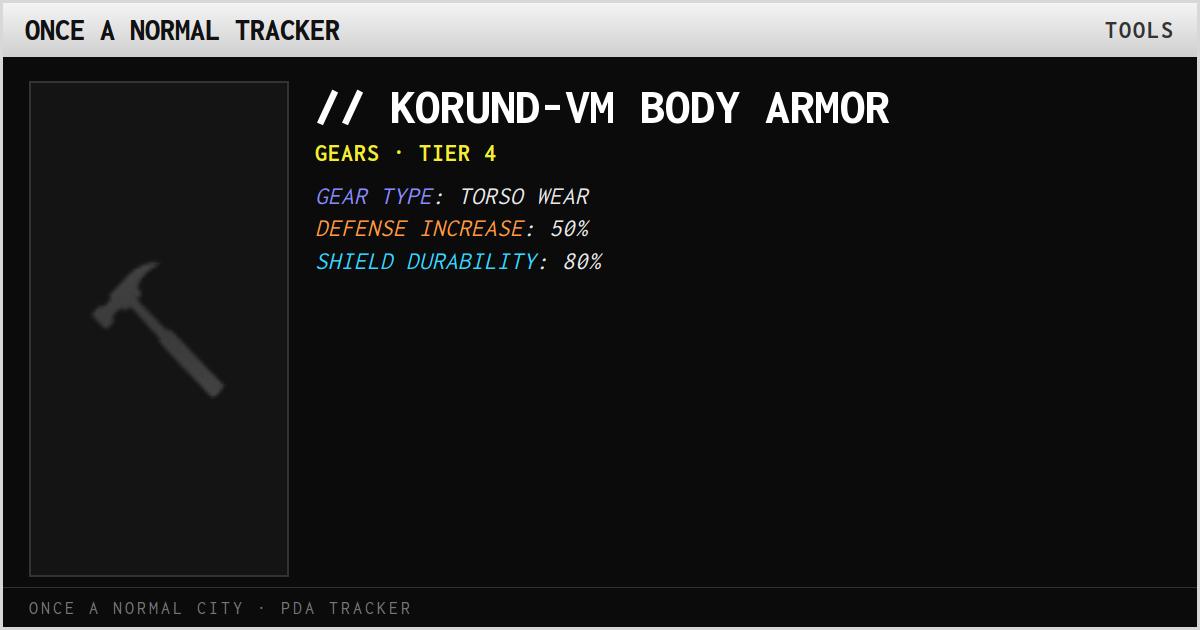 ONCE A NORMAL TRACKER
TOOLS
// KORUND-VM BODY ARMOR
GEARS · TIER 4
GEAR TYPE: TORSO WEAR
DEFENSE INCREASE: 50%
SHIELD DURABILITY: 80%
ONCE A NORMAL CITY · PDA TRACKER